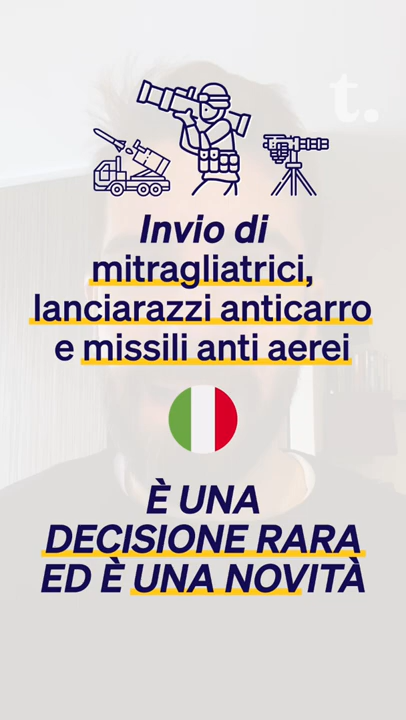 t.
Invio di
mitragliatrici,
lanciarazzi anticarro
e missili anti aerei
È UNA
DECISIONE RARA
ED È UNA NOVITÀ